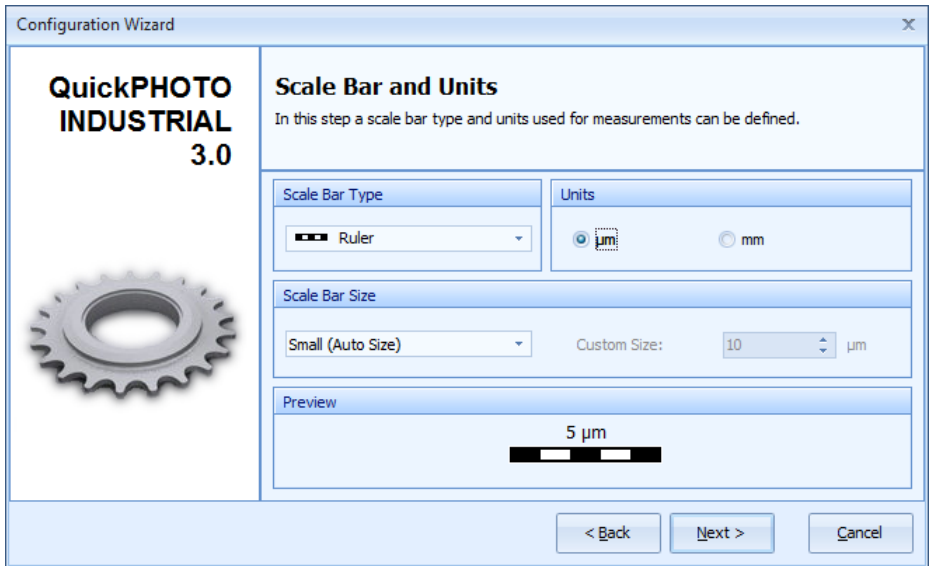 Configuration Wizard
x
QuickPHOTO
INDUSTRIAL
3.0
Scale Bar and Units
In this step a scale bar type and units used for measurements can be defined.
Scale Bar Type
Units
Ruler
µm
mm
Scale Bar Size
Small (Auto Size)
Custom Size:
10
µm
Preview
5 µm
< Back
Next >
Cancel